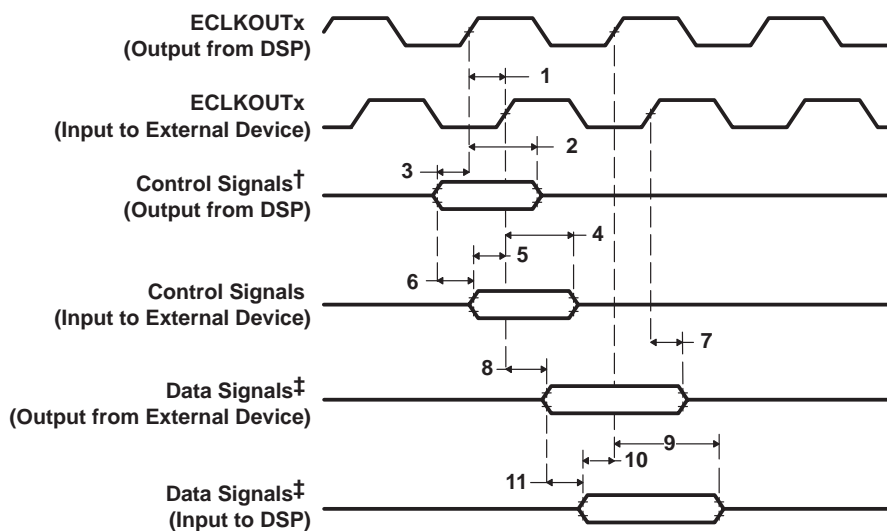 ECLKOUTx
(Output from DSP)
1
ECLKOUTx
(Input to External Device)
2
3
Control Signals†
(Output from DSP)
4
5
6
Control Signals
(Input to External Device)
7
8
Data Signals‡
(Output from External Device)
9
10
11
Data Signals‡
(Input to DSP)